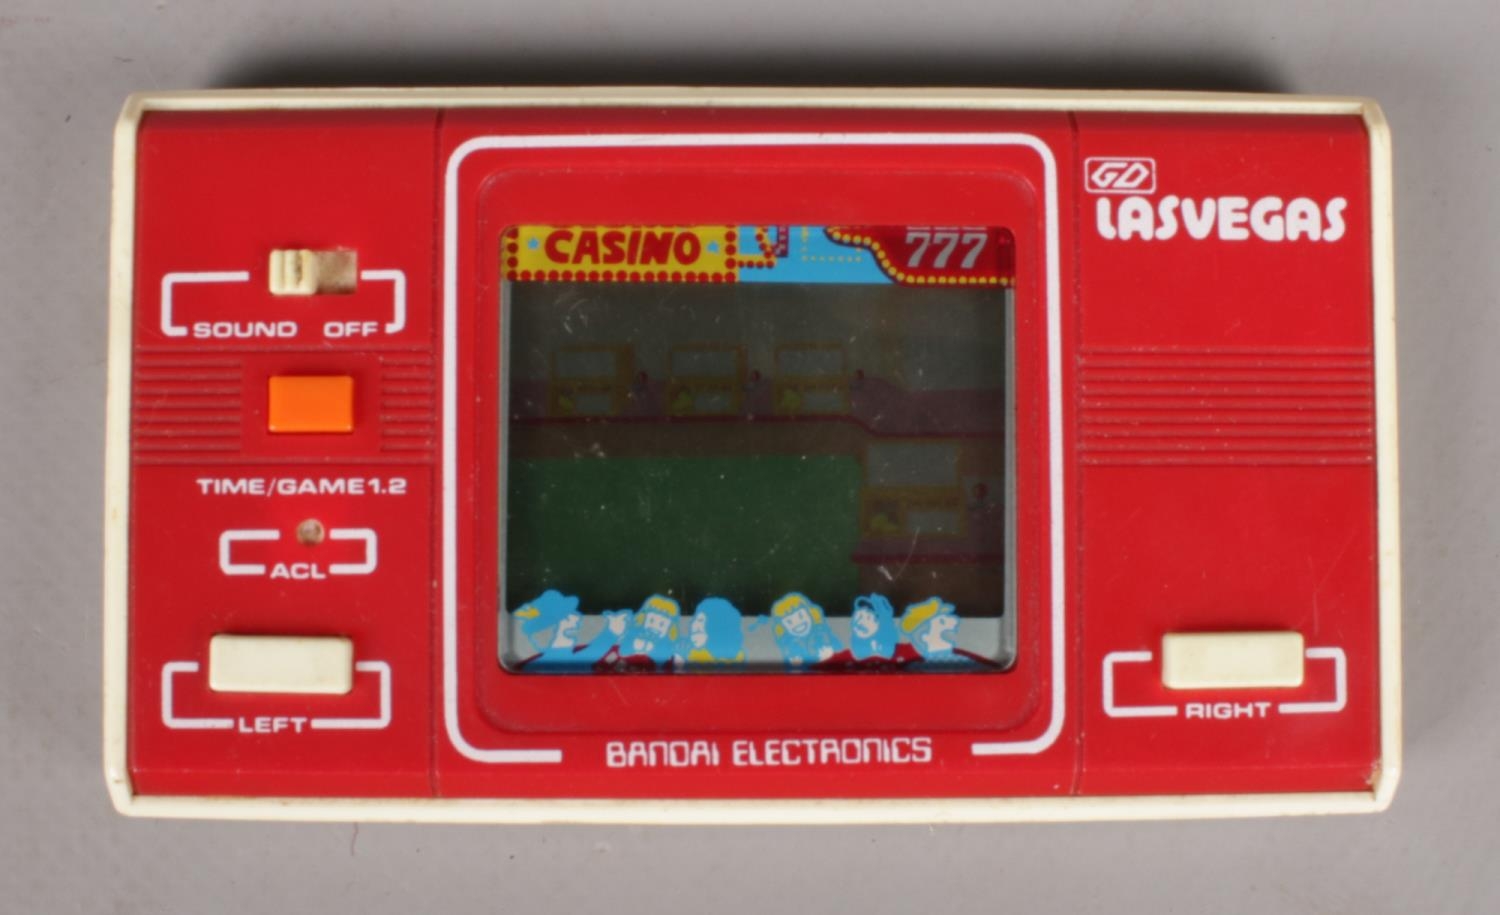 GD
LASVEGAS
CASINO
777
SOUND OFF
TIME/GAME1.2
ACL
LEFT
RIGHT
BANDAI ELECTRONICS